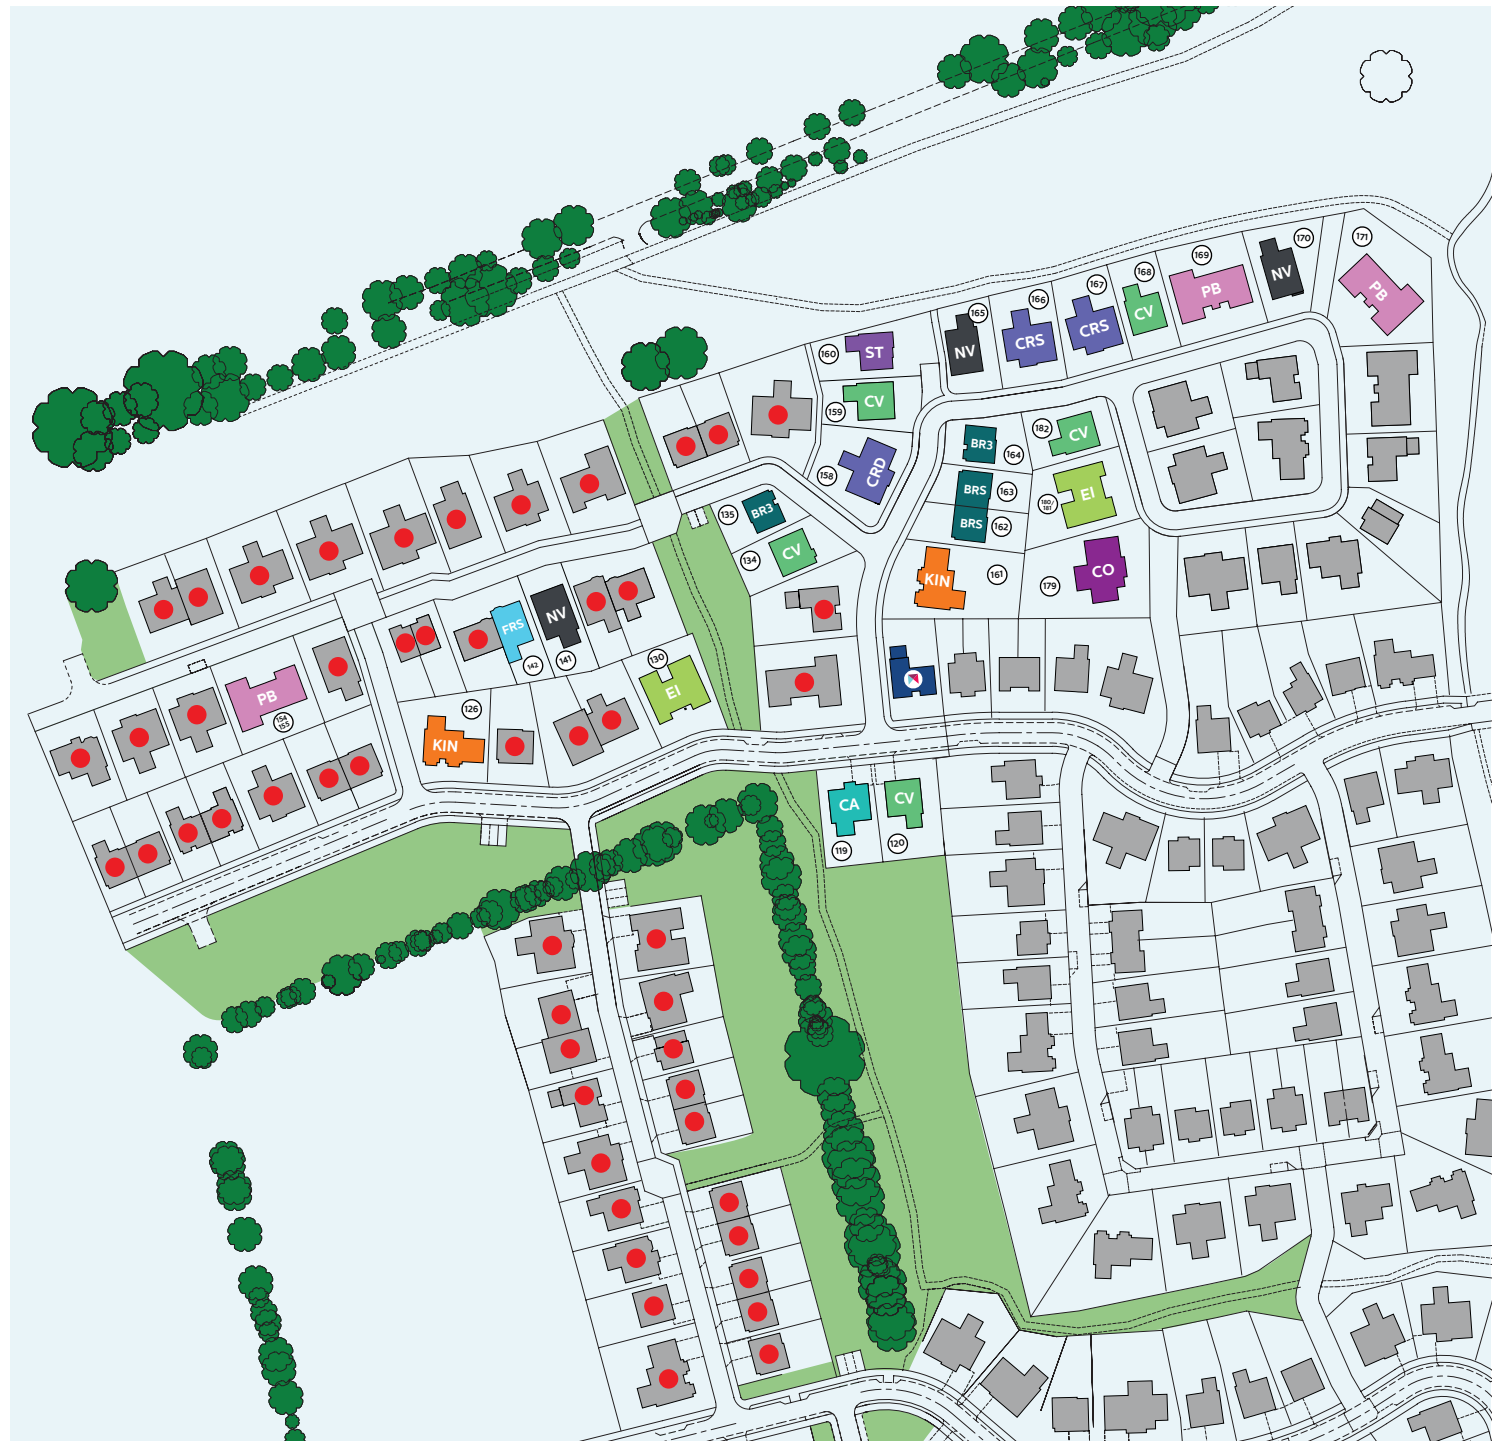 170
171
169
NV
168
PB
PB
167
166
CV
165
CRS
CRS
NV
160
ST
159
CV
182
CV
BR3
164
158
CRD
BRS
163
180/
181
EI
135
BR3
BRS
162
134
CV
KIN
161
179
CO
FRS
NV
142
141
130
EI
PB
154
155
126
KIN
CA
CV
119
120